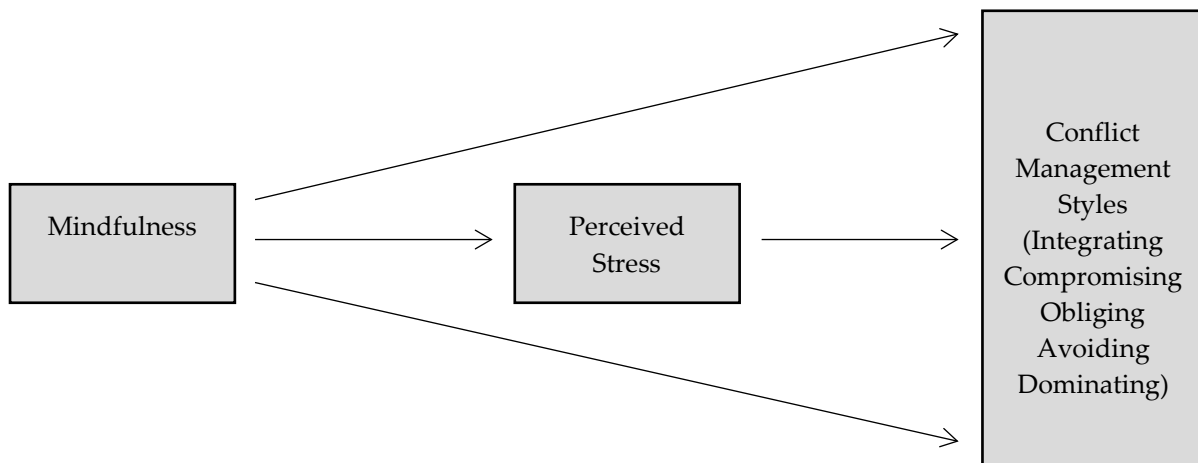 Mindfulness
Perceived
Stress
Conflict
Management
Styles
(Integrating
Compromising
Obliging
Avoiding
Dominating)